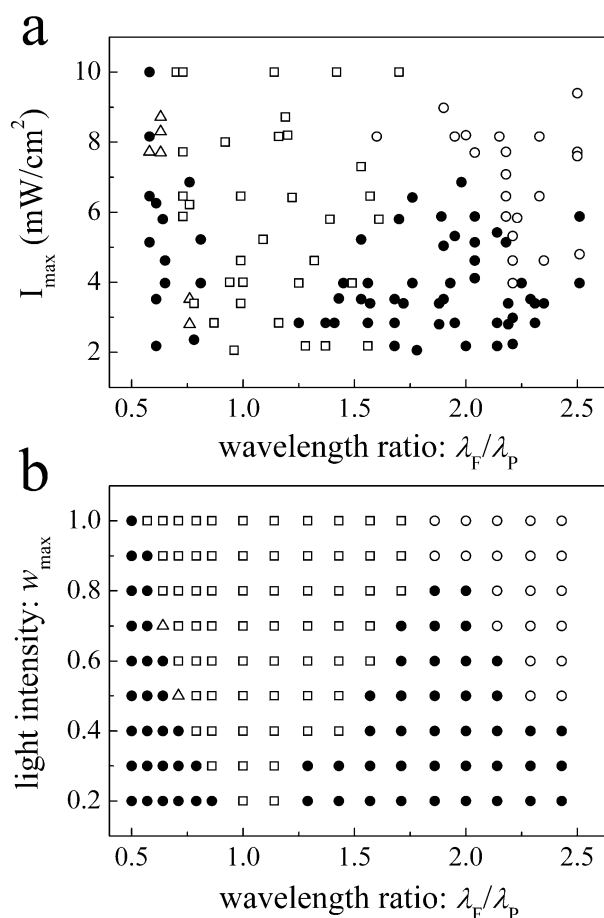 a
I_max (mW/cm²)
10
8
6
4
2
0.5 1.0 1.5 2.0 2.5
wavelength ratio: λ_F/λ_P
b
light intensity: w_max
1.0
0.8
0.6
0.4
0.2
0.5 1.0 1.5 2.0 2.5
wavelength ratio: λ_F/λ_P